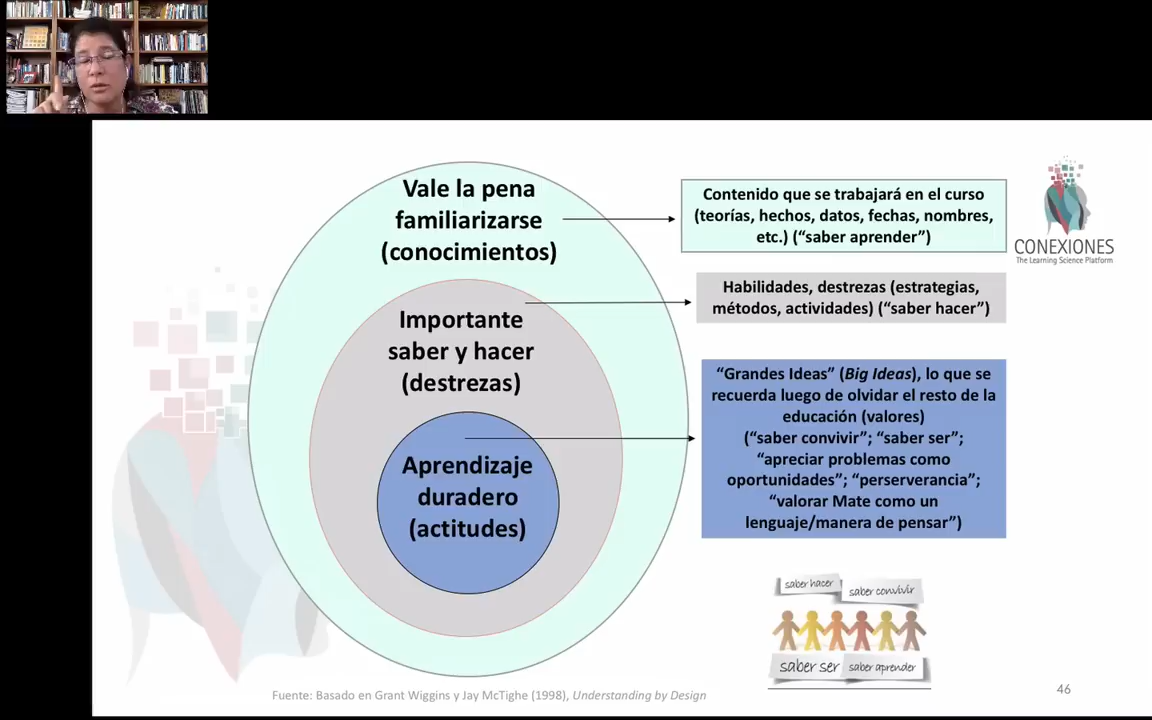 Vale la pena
familiarizarse
(conocimientos)
Importante
saber y hacer
(destrezas)
Aprendizaje
duradero
(actitudes)
Contenido que se trabajará en el curso
(teorías, hechos, datos, fechas, nombres,
etc.) (“saber aprender”)
Habilidades, destrezas (estrategias,
métodos, actividades) (“saber hacer”)
“Grandes Ideas” (Big Ideas), lo que se
recuerda luego de olvidar el resto de la
educación (valores)
(“saber convivir”; “saber ser”;
“apreciar problemas como
oportunidades”; “perserverancia”;
“valorar Mate como un
lenguaje/manera de pensar”)
CONEXIONES
The Learning Science Platform
saber hacer
saber convivir
saber ser
saber aprender
Fuente: Basado en Grant Wiggins y Jay McTighe (1998), Understanding by Design
46